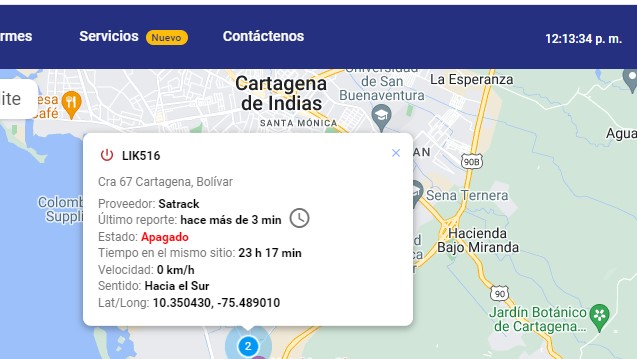 rmes
Servicios Nuevo
Contáctenos
12:13:34 p. m.
lite
esa
Café
Cartagena
de Indias
SANTA MÓNICA
Universidad
de San
Buenaventura
La Esperanza
Agua
AN
90B
Sena Ternera
Hacienda
Bajo Miranda
90
Jardín Botánico
de Cartagena...
Colomb
Suppli
LIK516
×
Cra 67 Cartagena, Bolívar
Proveedor: Satrack
Último reporte: hace más de 3 min
Estado: Apagado
Tiempo en el mismo sitio: 23 h 17 min
Velocidad: 0 km/h
Sentido: Hacia el Sur
Lat/Long: 10.350430, -75.489010
2